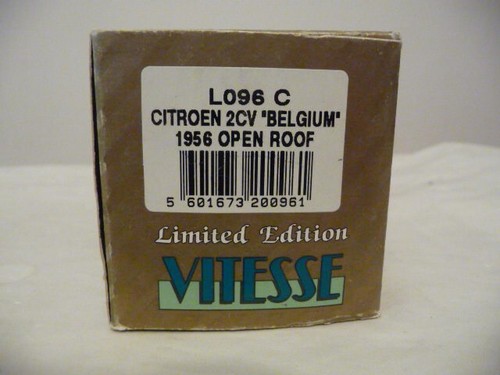 L096 C
CITROEN 2CV "BELGIUM"
1956 OPEN ROOF
5 601673 200961
Limited Edition
VITESSE